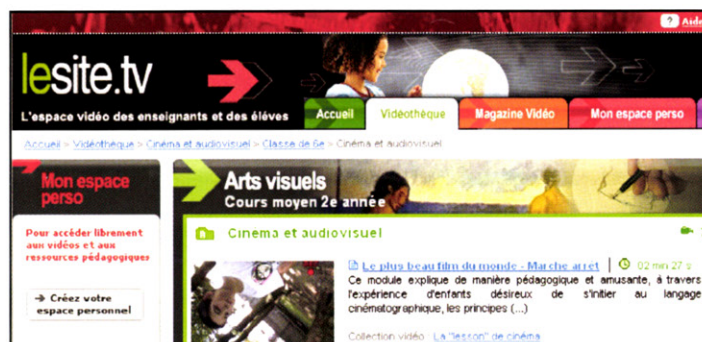 ? Aide
lesite.tv
L'espace vidéo des enseignants et des élèves
Accueil
Vidéothèque
Magazine Vidéo
Mon espace perso
Accueil > Vidéothèque > Cinéma et audiovisuel > Classe de 6e > Cinéma et audiovisuel
Mon espace
perso
Pour accéder librement
aux vidéos et aux
ressources pédagogiques
→ Créez votre
espace personnel
Arts visuels
Cours moyen 2e année
Cinéma et audiovisuel
Le plus beau film du monde - Marche arrêt | 02 min 27 s
Ce module explique de manière pédagogique et amusante, à travers
l'expérience d'enfants désireux de s'initier au langage
cinématographique, les principes (...)
Collection vidéo : La "lesson" de cinéma